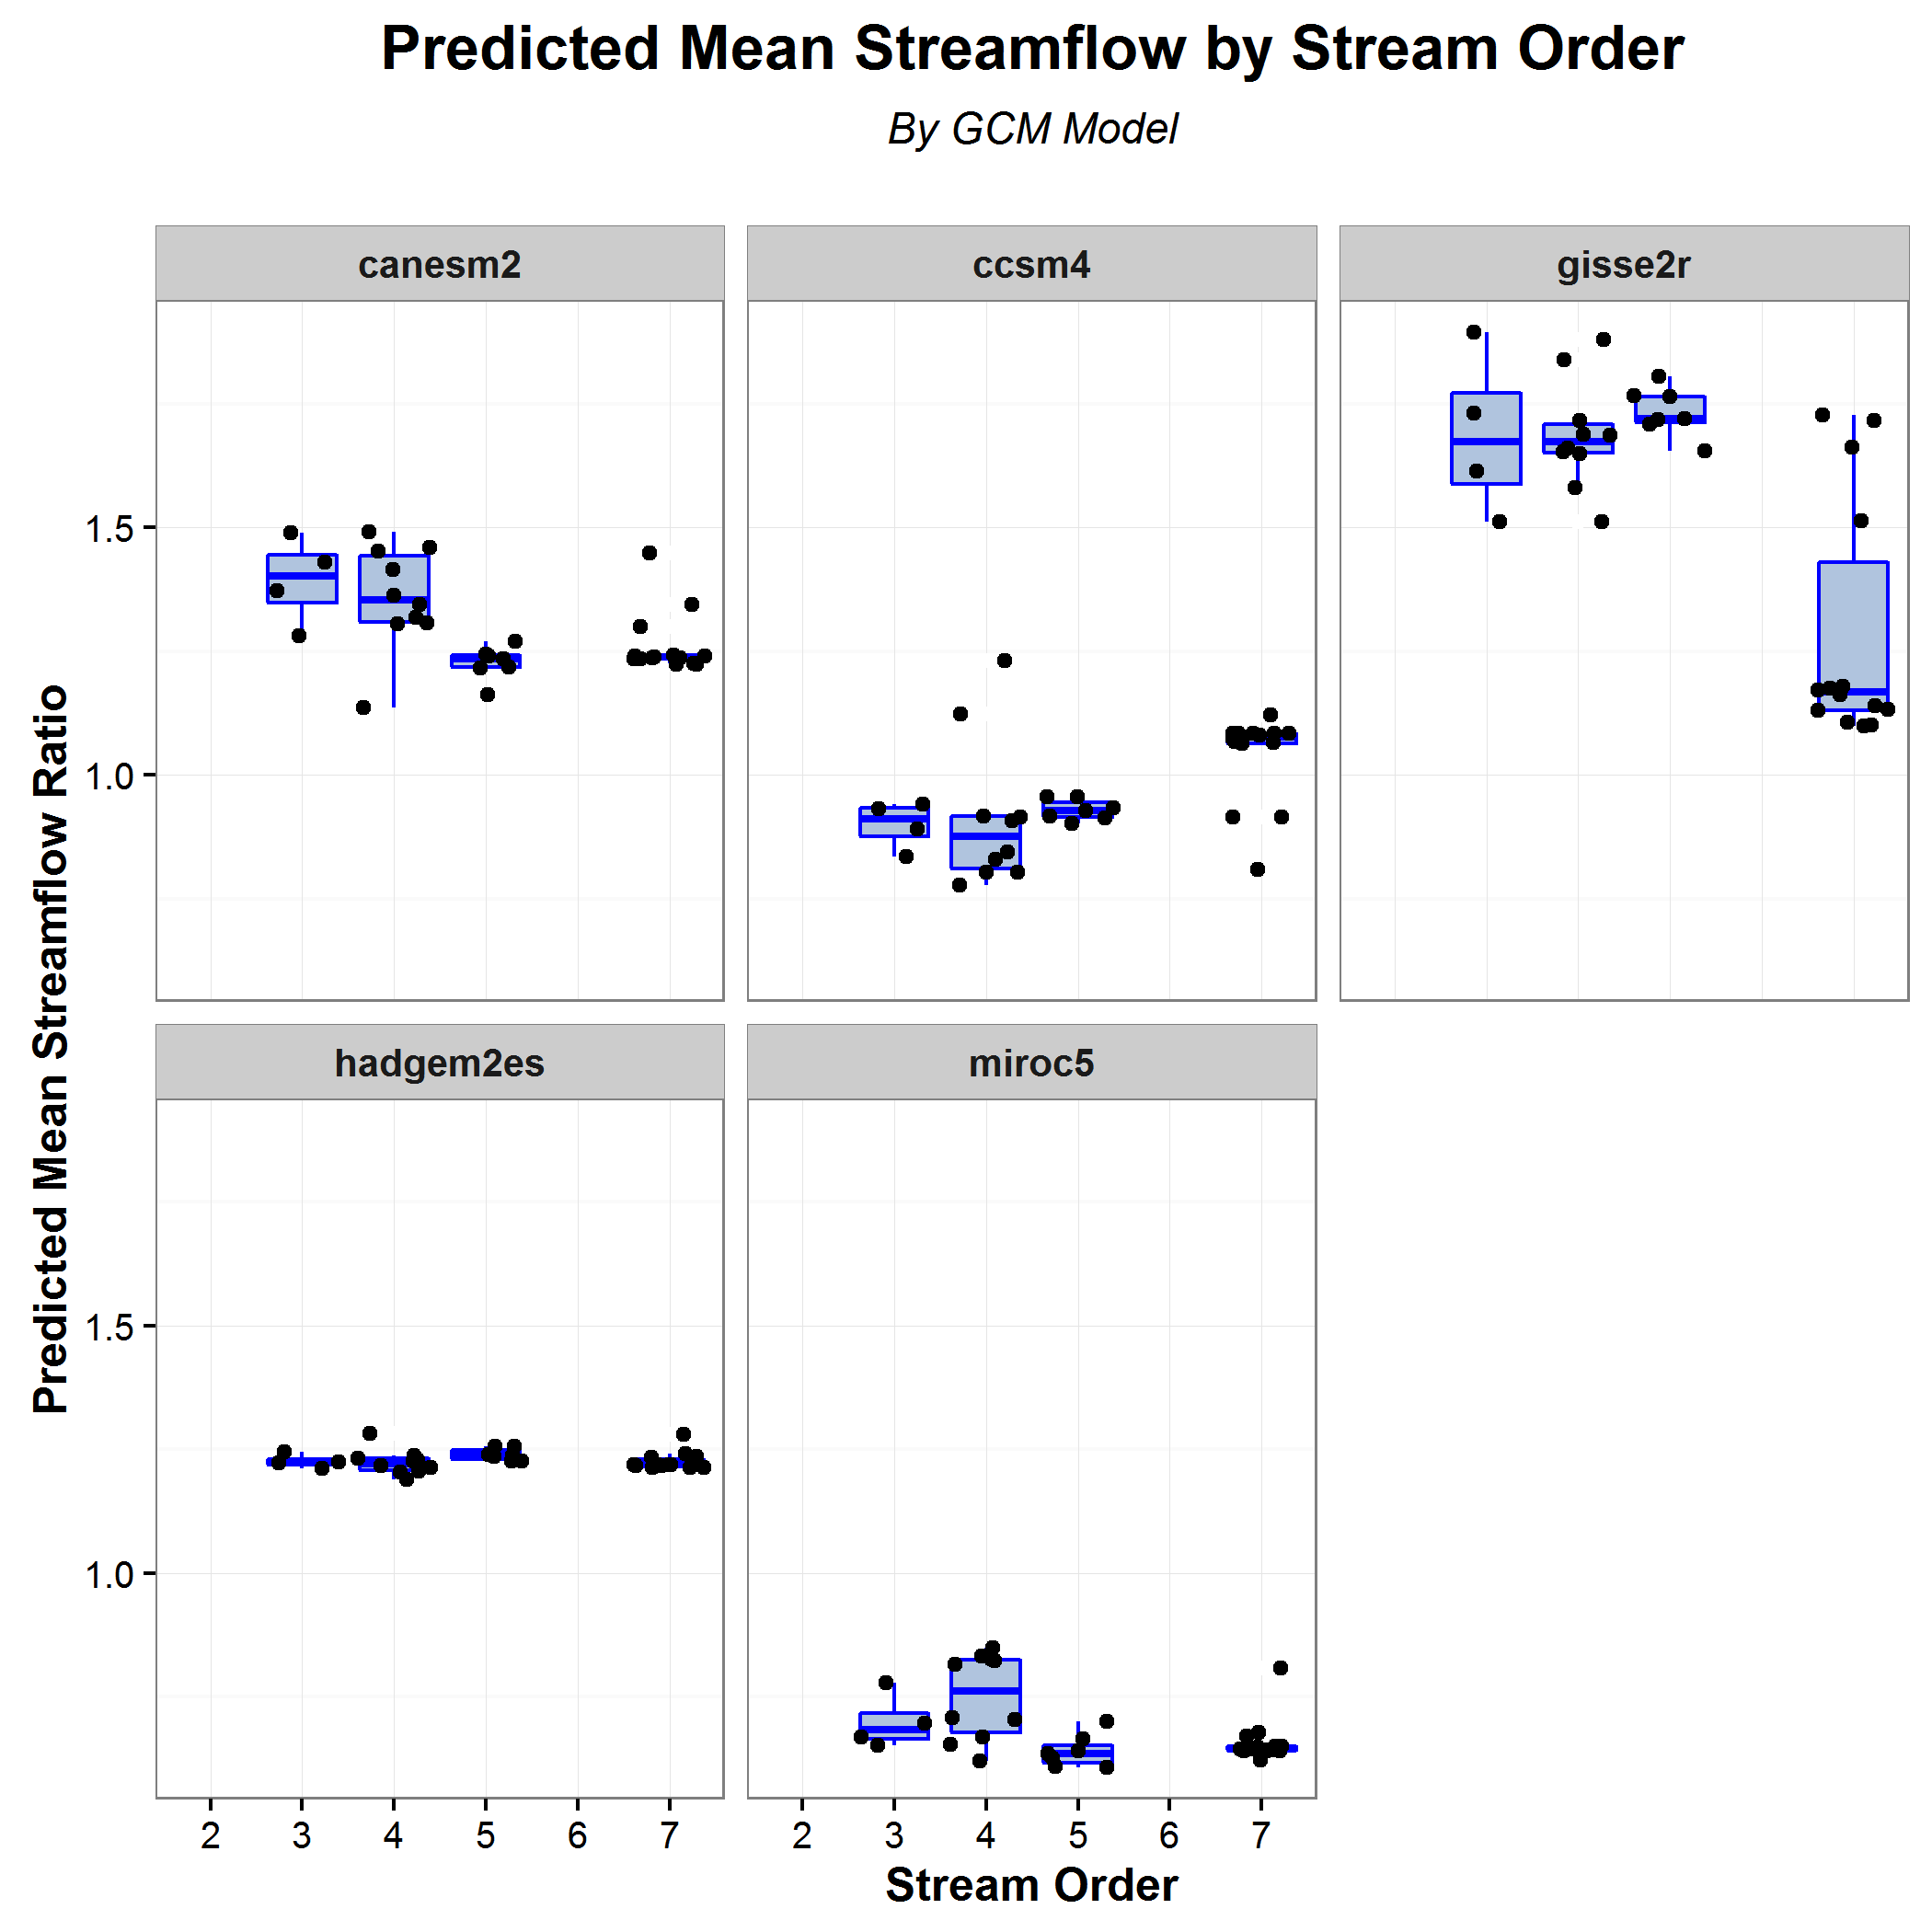 Predicted Mean Streamflow by Stream Order
By GCM Model
canesm2
ccsm4
gisse2r
1.5
1.0
Predicted Mean Streamflow Ratio
hadgem2es
miroc5
1.5
1.0
2 3 4 5 6 7
2 3 4 5 6 7
Stream Order